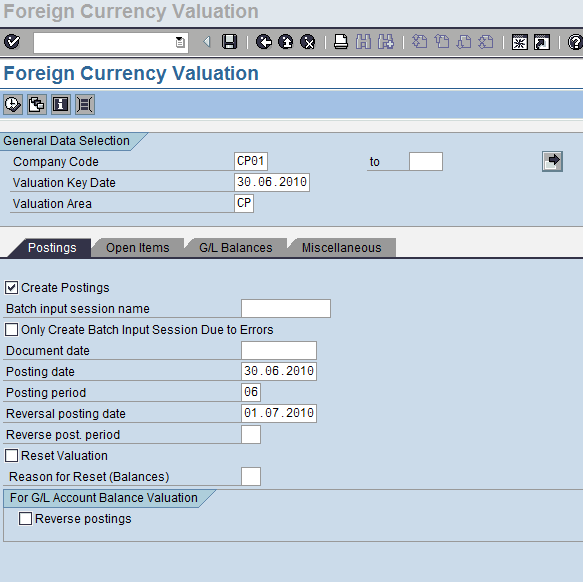 Foreign Currency Valuation
Foreign Currency Valuation
General Data Selection
Company Code CP01 to
Valuation Key Date 30.06.2010
Valuation Area CP
Postings Open Items G/L Balances Miscellaneous
Create Postings
Batch input session name
Only Create Batch Input Session Due to Errors
Document date
Posting date 30.06.2010
Posting period 06
Reversal posting date 01.07.2010
Reverse post. period
Reset Valuation
Reason for Reset (Balances)
For G/L Account Balance Valuation
Reverse postings